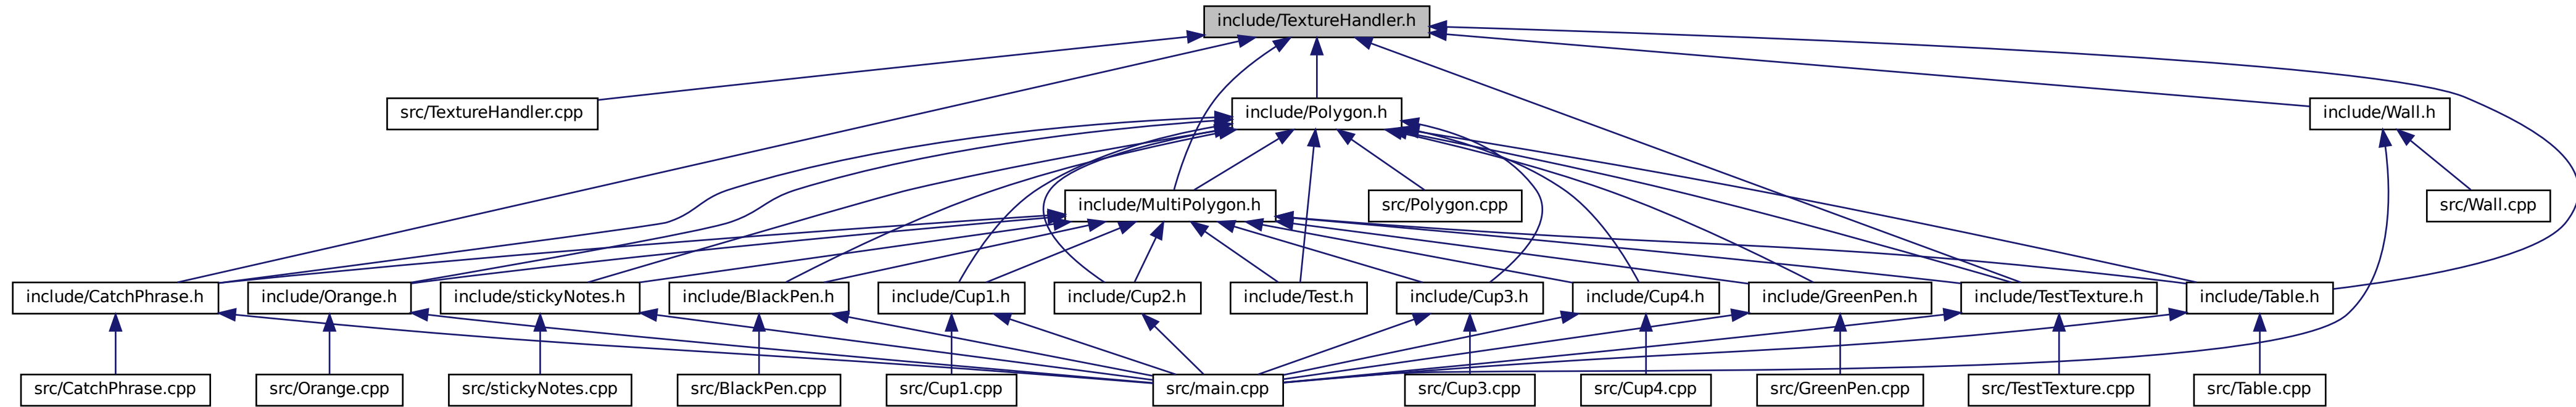 include/TextureHandler.h
src/TextureHandler.cpp
include/Polygon.h
include/Wall.h
include/MultiPolygon.h
src/Polygon.cpp
src/Wall.cpp
include/CatchPhrase.h
include/Orange.h
include/stickyNotes.h
include/BlackPen.h
include/Cup1.h
include/Cup2.h
include/Test.h
include/Cup3.h
include/Cup4.h
include/GreenPen.h
include/TestTexture.h
include/Table.h
src/CatchPhrase.cpp
src/Orange.cpp
src/stickyNotes.cpp
src/BlackPen.cpp
src/Cup1.cpp
src/main.cpp
src/Cup3.cpp
src/Cup4.cpp
src/GreenPen.cpp
src/TestTexture.cpp
src/Table.cpp